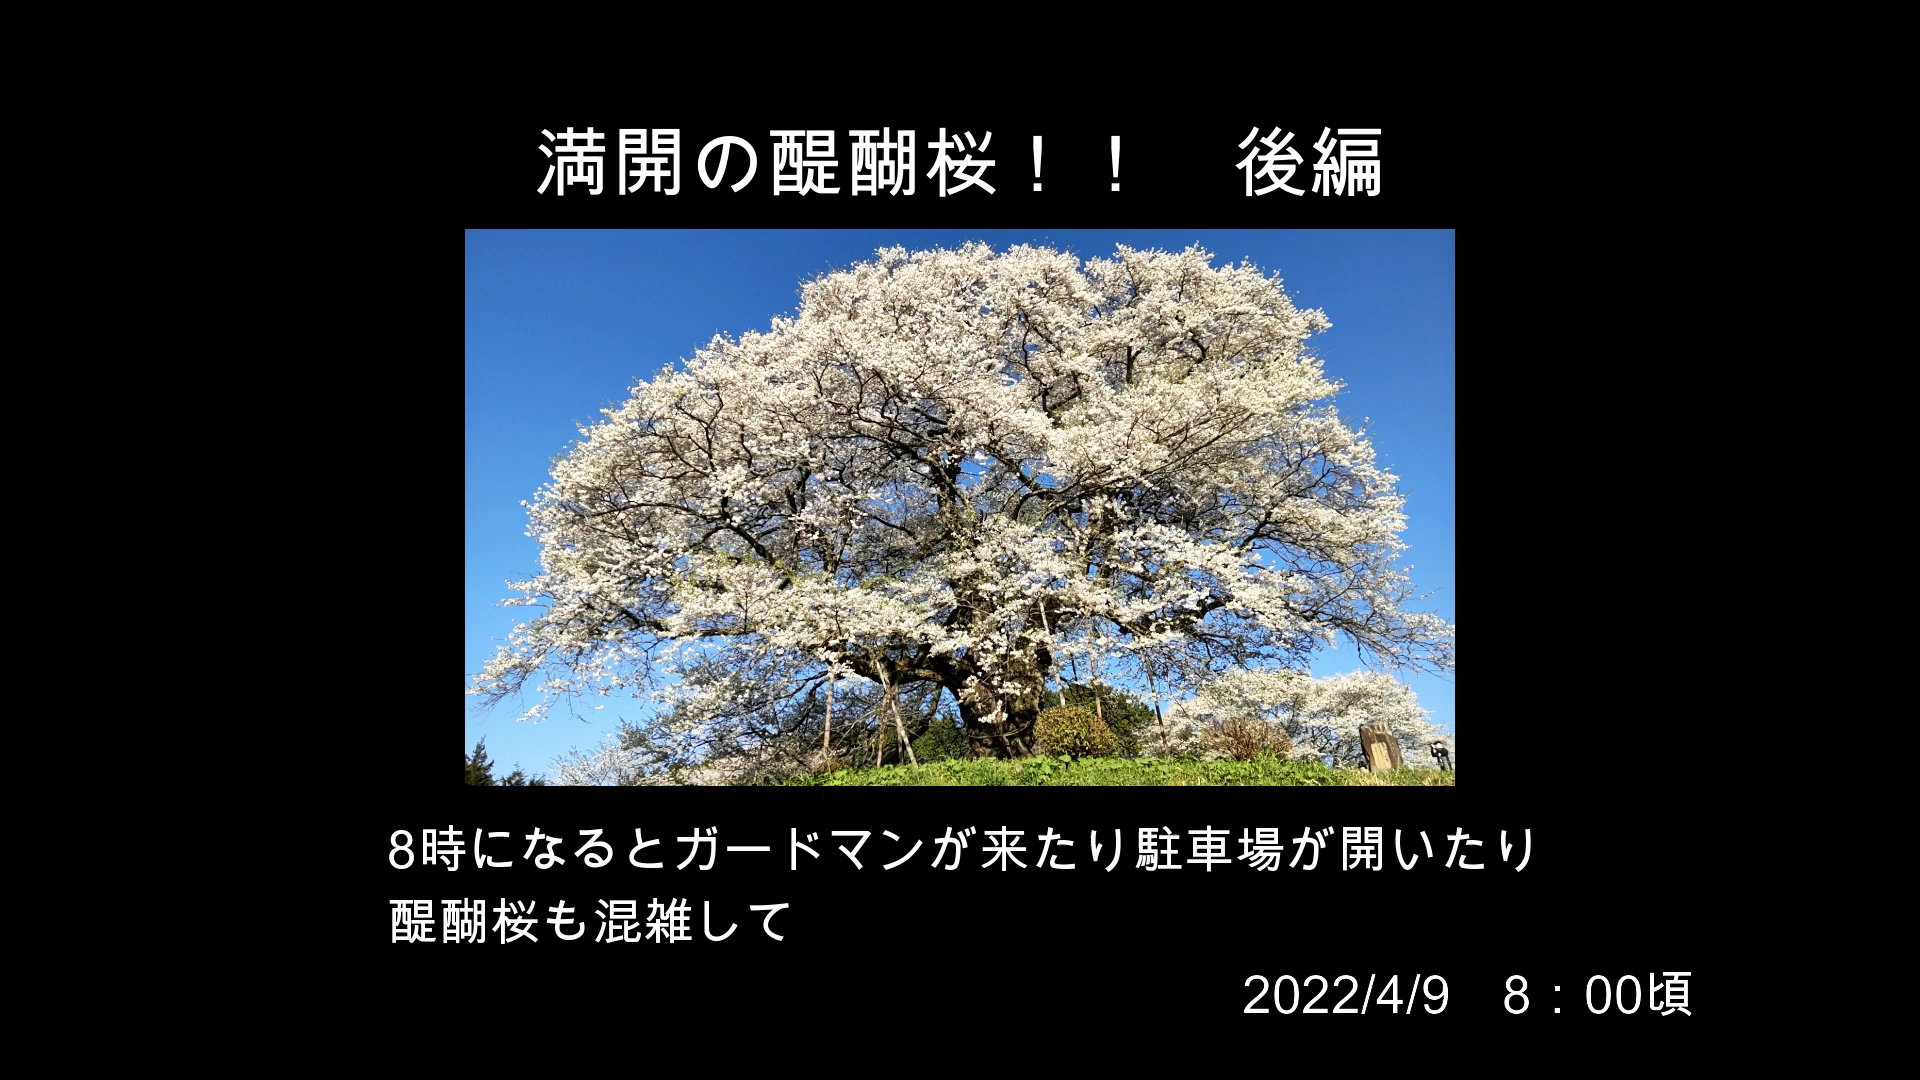 満開の醍醐桜！！　後編
8時になるとガードマンが来たり駐車場が開いたり
醍醐桜も混雑して
2022/4/9　8：00頃